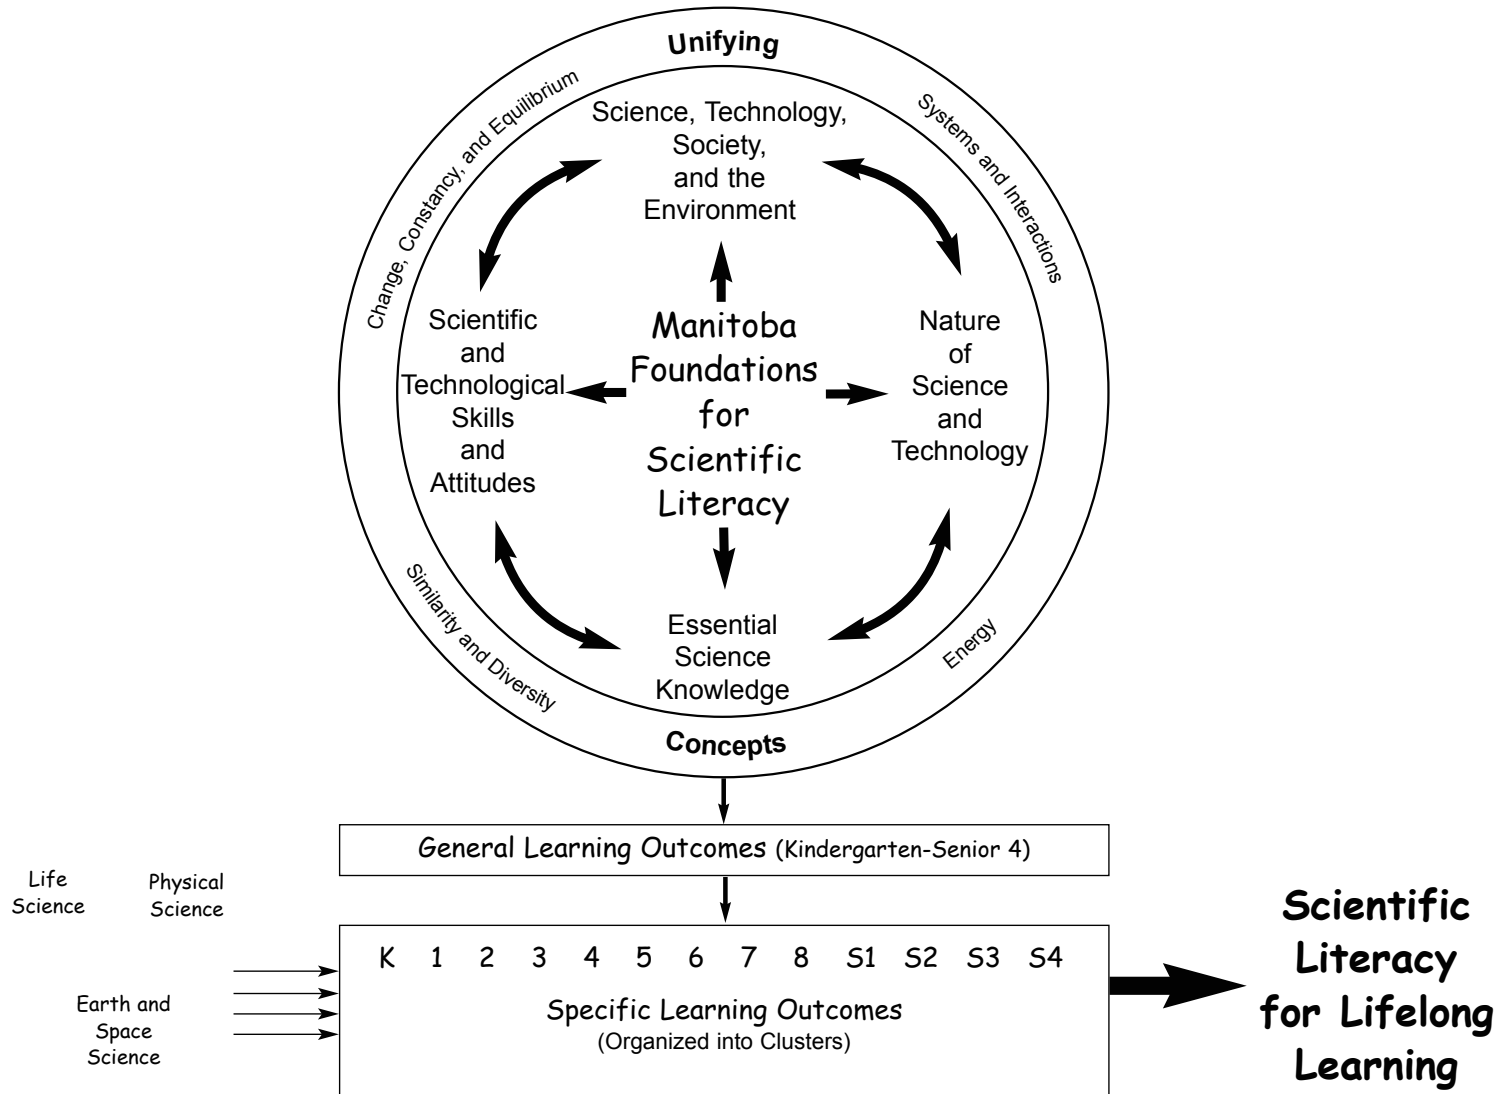 Unifying
Change, Constancy, and Equilibrium
Systems and Interactions
Science, Technology,
Society,
and the
Environment
Scientific
and
Technological
Skills
and
Attitudes
Manitoba
Foundations
for
Scientific
Literacy
Nature
of
Science
and
Technology
Similarity and Diversity
Essential
Science
Knowledge
Energy
Concepts
General Learning Outcomes (Kindergarten-Senior 4)
Life
Science
Physical
Science
Earth and
Space
Science
K 1 2 3 4 5 6 7 8 S1 S2 S3 S4
Specific Learning Outcomes
(Organized into Clusters)
Scientific
Literacy
for Lifelong
Learning